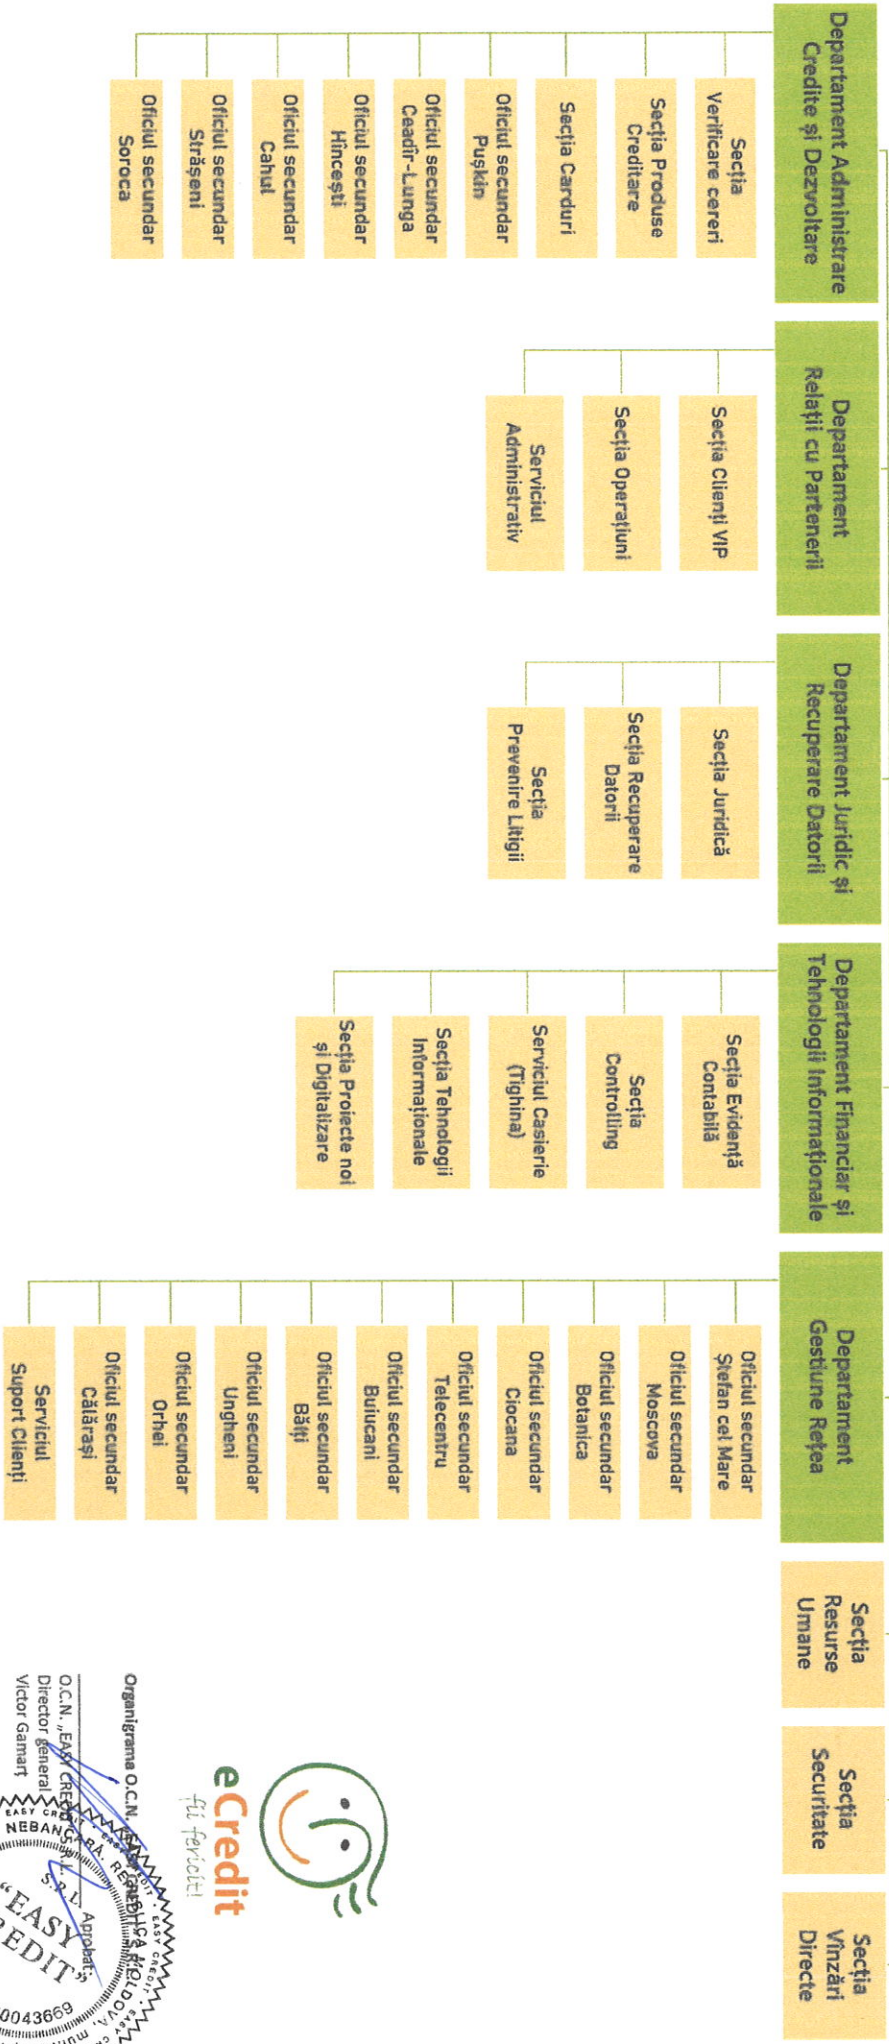 Departament Administrare
Credite și Dezvoltare
Secția
Verificare cereri
Secția Produse
Creditare
Secția Carduri
Oficiul secundar
Pușkin
Oficiul secundar
Ceadîr-Lunga
Oficiul secundar
Hîncești
Oficiul secundar
Cahul
Oficiul secundar
Strășeni
Oficiul secundar
Soroca
Departament
Relații cu Partenerii
Secția Clienți VIP
Secția Operațiuni
Serviciul
Administrativ
Departament Juridic și
Recuperare Datorii
Secția Juridică
Secția Recuperare
Datorii
Secția
Prevenire Litigii
Departament Financiar și
Tehnologii Informaționale
Secția Evidență
Contabilă
Secția
Controlling
Serviciul Casierie
(Tighina)
Secția Tehnologii
Informaționale
Secția Proiecte noi
și Digitalizare
Departament
Gestiune Rețea
Oficiul secundar
Ștefan cel Mare
Oficiul secundar
Moscova
Oficiul secundar
Botanica
Oficiul secundar
Ciocana
Oficiul secundar
Telecentru
Oficiul secundar
Buiucani
Oficiul secundar
Bălți
Oficiul secundar
Ungheni
Oficiul secundar
Orhei
Oficiul secundar
Călărași
Serviciul
Suport Clienți
Secția
Resurse
Umane
Secția
Securitate
Secția
Vînzări
Directe
eCredit
fii fericit!
Organigrama O.C.N.
Aprobat:
O.C.N. „EASY CREDIT” S.R.L.
Director general
Victor Gamarț
NEBANCARĂ. REPUBLICA MOLDOVA
S.R.L.
“EASY
CREDIT”
0043669